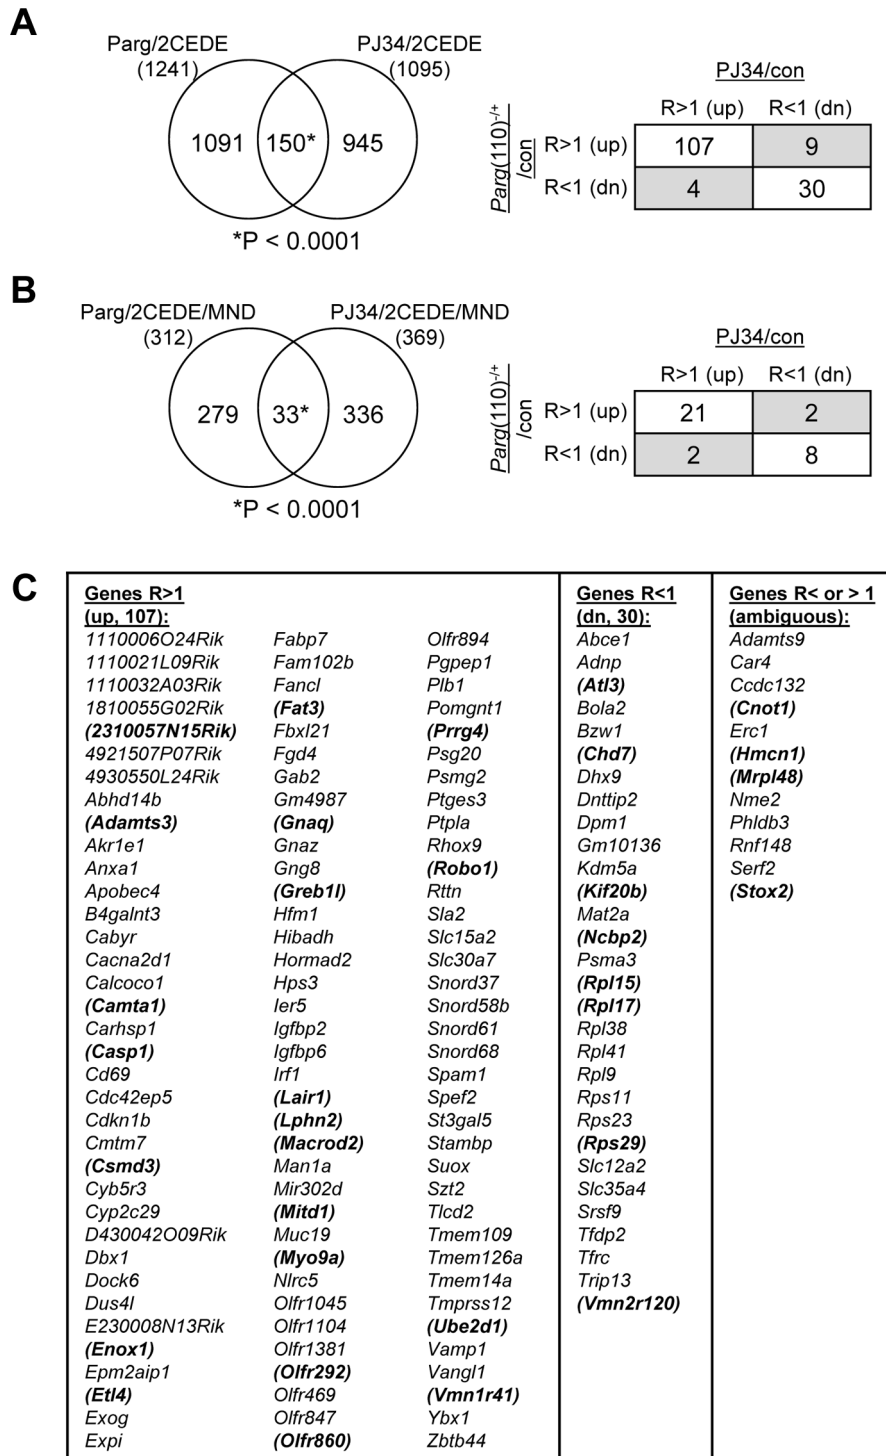 A
Parg/2CEDE
(1241)
PJ34/2CEDE
(1095)
1091 150* 945
*P < 0.0001
PJ34/con
R>1 (up) R<1 (dn)
Parg(110)-/+
/con
R>1 (up) 107 9
R<1 (dn) 4 30
B
Parg/2CEDE/MND
(312)
PJ34/2CEDE/MND
(369)
279 33* 336
*P < 0.0001
PJ34/con
R>1 (up) R<1 (dn)
Parg(110)-/+
/con
R>1 (up) 21 2
R<1 (dn) 2 8
C
Genes R>1
(up, 107):
1110006O24Rik
1110021L09Rik
1110032A03Rik
1810055G02Rik
(2310057N15Rik)
4921507P07Rik
4930550L24Rik
Abhd14b
(Adamts3)
Akr1e1
Anxa1
Apobec4
B4galnt3
Cabyr
Cacna2d1
Calcoco1
(Camta1)
Carhsp1
(Casp1)
Cd69
Cdc42ep5
Cdkn1b
Cmtm7
(Csmd3)
Cyb5r3
Cyp2c29
D430042O09Rik
Dbx1
Dock6
Dus4l
E230008N13Rik
(Enox1)
Epm2aip1
(Etl4)
Exog
Expi
Fabp7
Fam102b
Fancl
(Fat3)
Fbxl21
Fgd4
Gab2
Gm4987
(Gnaq)
Gnaz
Gng8
(Greb1l)
Hfm1
Hibadh
Hormad2
Hps3
Ier5
Igfbp2
Igfbp6
Irf1
(Lair1)
(Lphn2)
(Macrod2)
Man1a
Mir302d
(Mitd1)
Muc19
(Myo9a)
Nlrc5
Olfr1045
Olfr1104
Olfr1381
(Olfr292)
Olfr469
Olfr847
(Olfr860)
Olfr894
Pgpep1
Plb1
Pomgnt1
(Prrg4)
Psg20
Psmg2
Ptges3
Ptpla
Rhox9
(Robo1)
Rttn
Sla2
Slc15a2
Slc30a7
Snord37
Snord58b
Snord61
Snord68
Spam1
Spef2
St3gal5
Stambp
Suox
Szt2
Tlcd2
Tmem109
Tmem126a
Tmem14a
Tmprss12
(Ube2d1)
Vamp1
Vangl1
(Vmn1r41)
Ybx1
Zbtb44
Genes R<1
(dn, 30):
Abce1
Adnp
(Atl3)
Bola2
Bzw1
(Chd7)
Dhx9
Dnttip2
Dpm1
Gm10136
Kdm5a
(Kif20b)
Mat2a
(Ncbp2)
Psma3
(Rpl15)
(Rpl17)
Rpl38
Rpl41
Rpl9
Rps11
Rps23
(Rps29)
Slc12a2
Slc35a4
Srsf9
Tfdp2
Tfrc
Trip13
(Vmn2r120)
Genes R< or > 1
(ambiguous):
Adamts9
Car4
Ccdc132
(Cnot1)
Erc1
(Hmcn1)
(Mrpl48)
Nme2
Phldb3
Rnf148
Serf2
(Stox2)